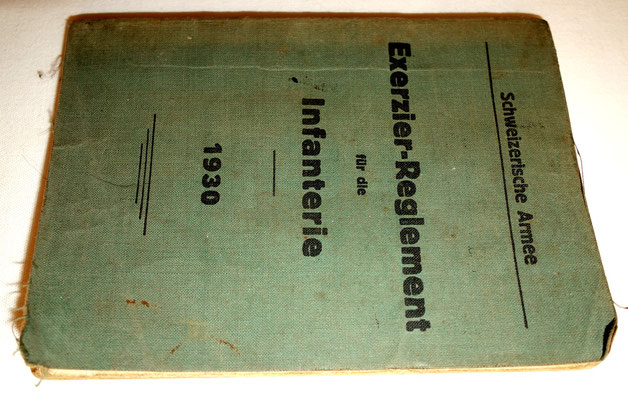 Schweizerische Armee
Exerzier-Reglement
für die
Infanterie
1930